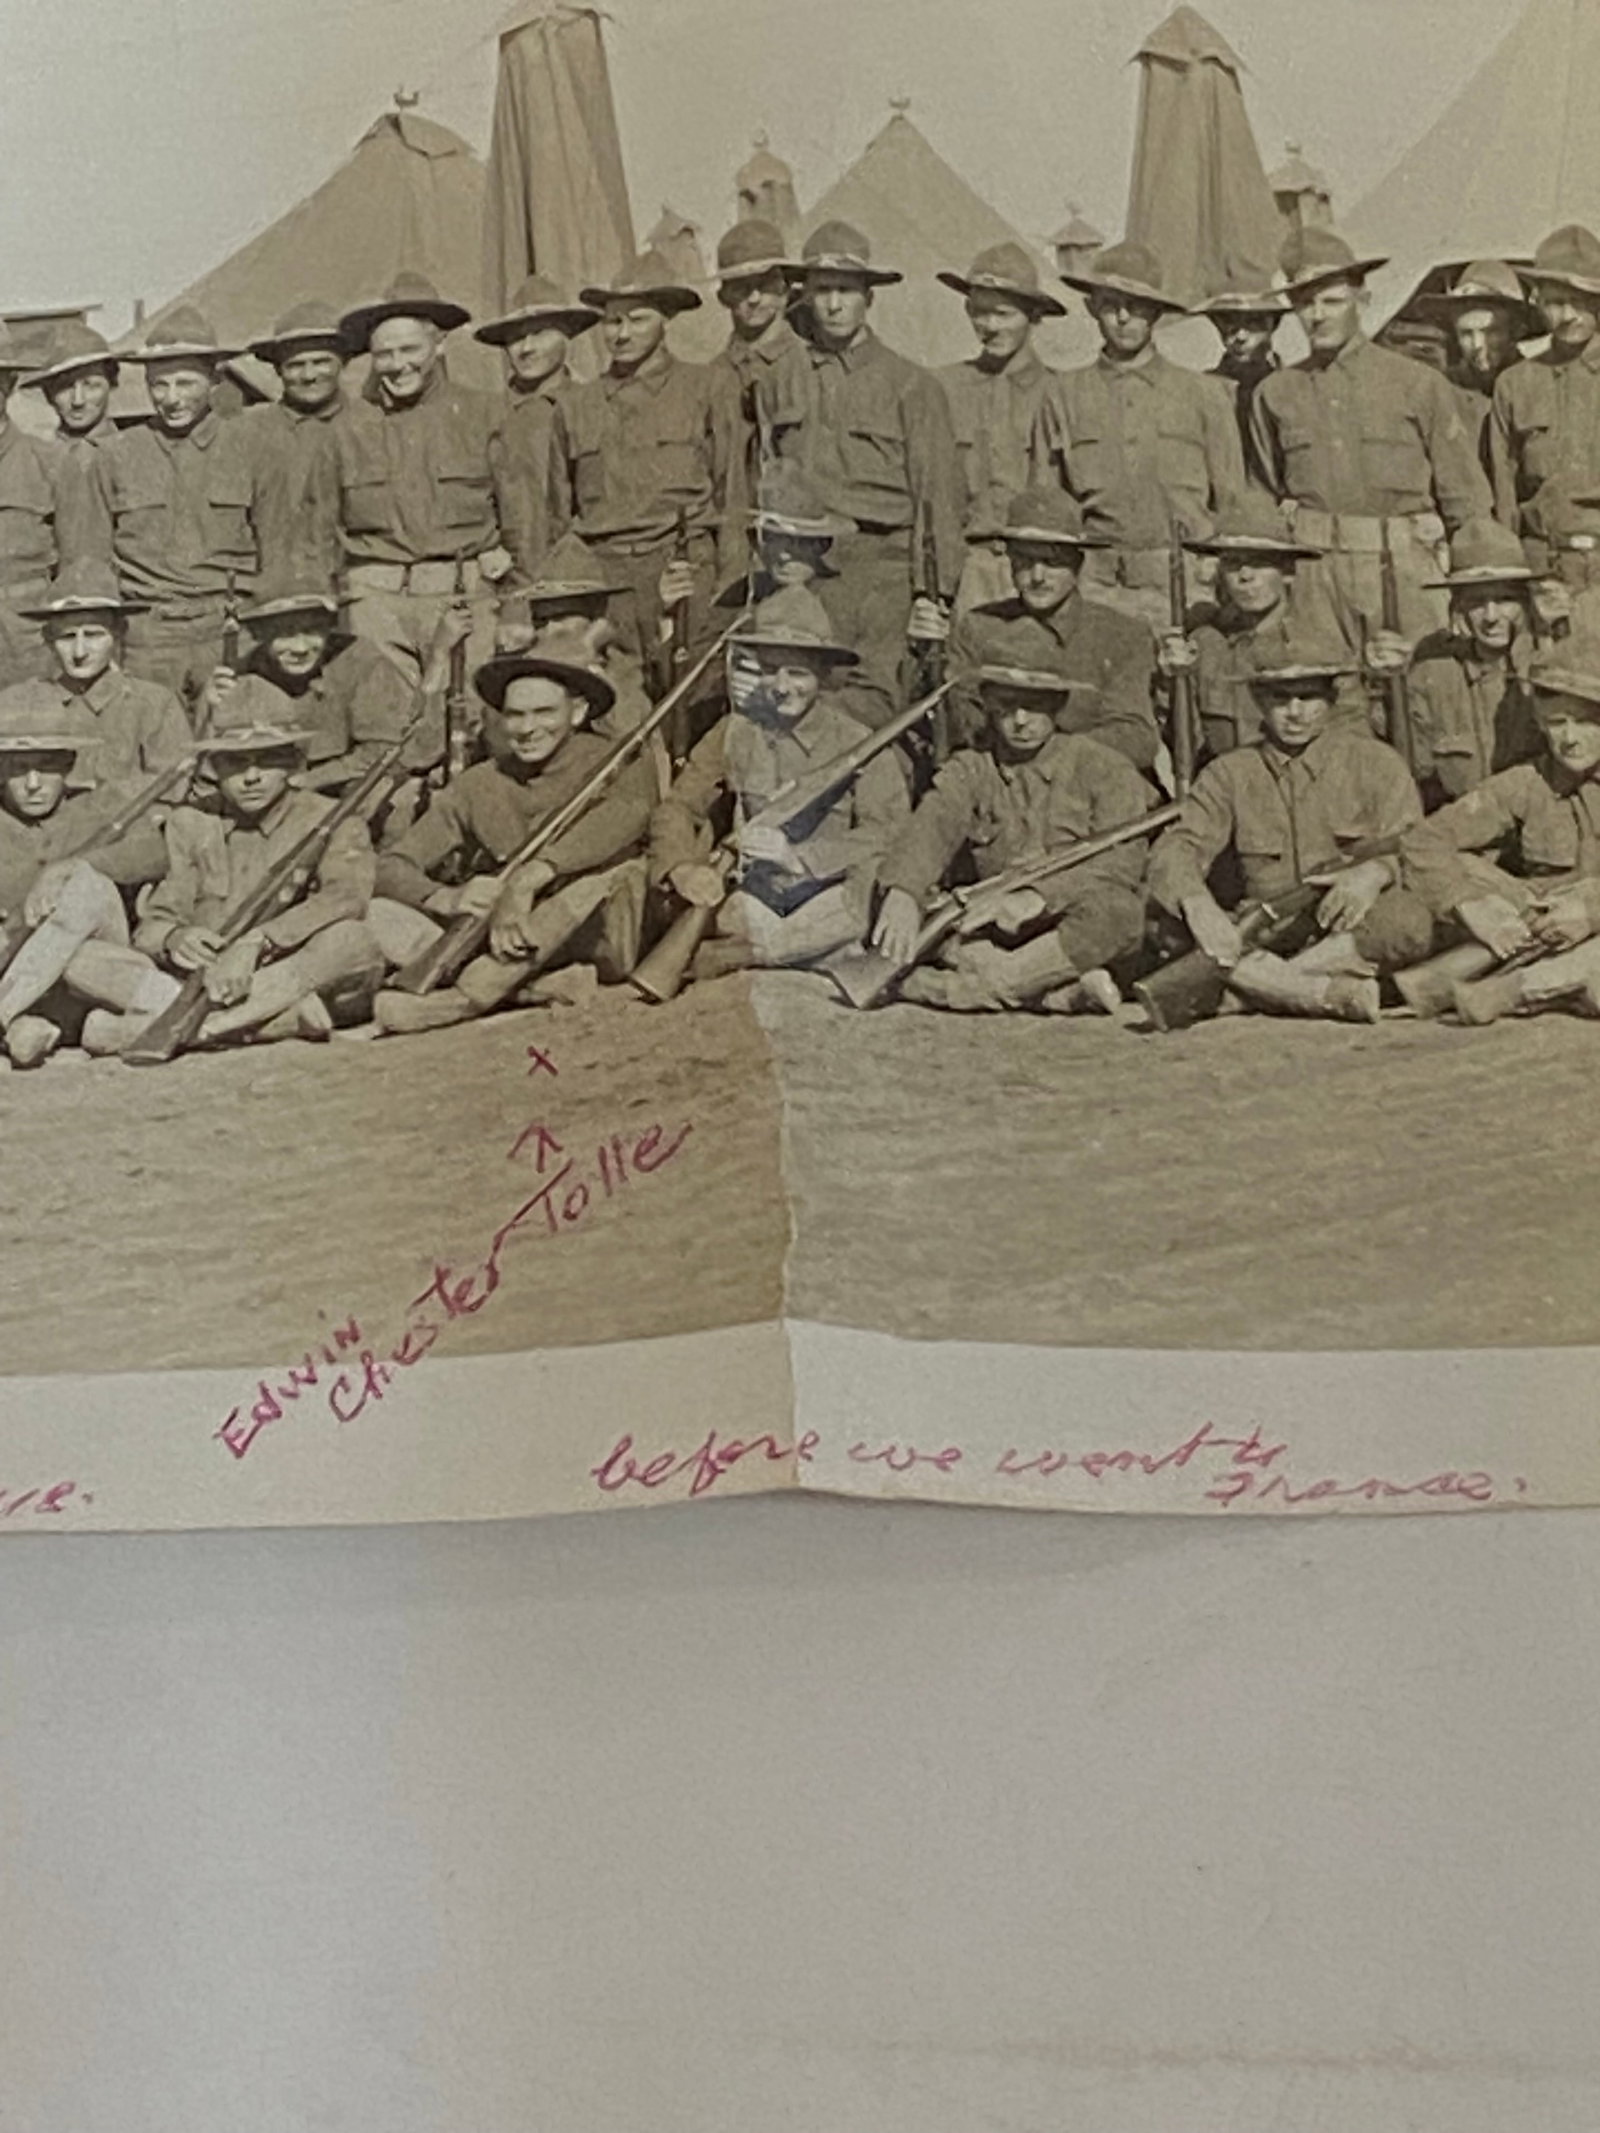 x
Edwin
Chester Tolle
before we went to
France.